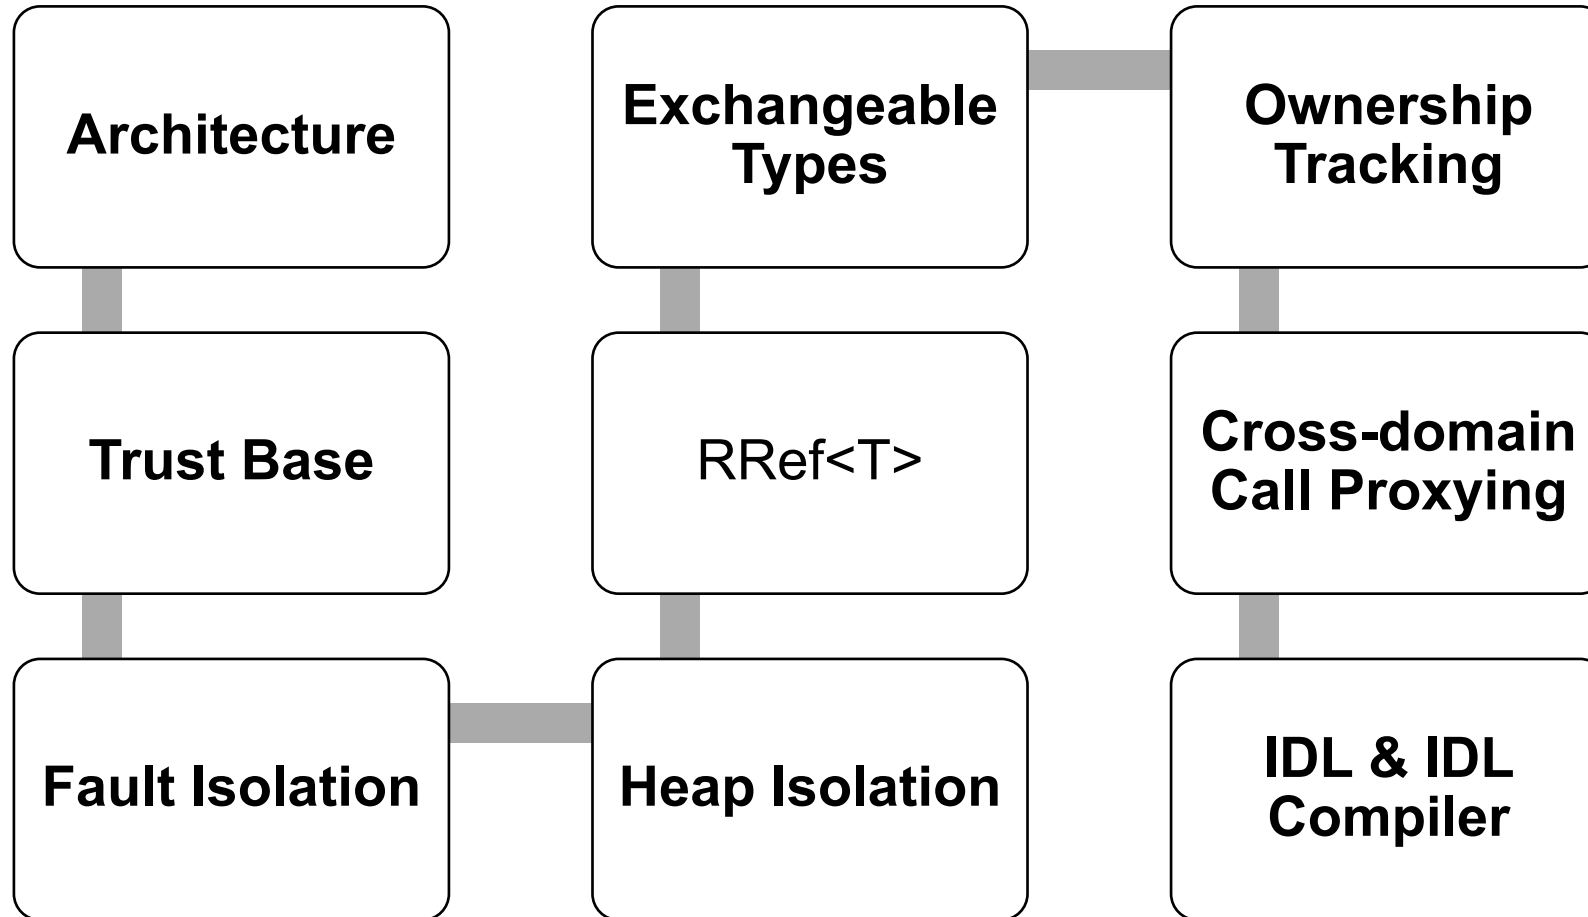 Architecture
Trust Base
Fault Isolation
Heap Isolation
RRef<T>
Exchangeable
Types
Ownership
Tracking
Cross-domain
Call Proxying
IDL & IDL
Compiler